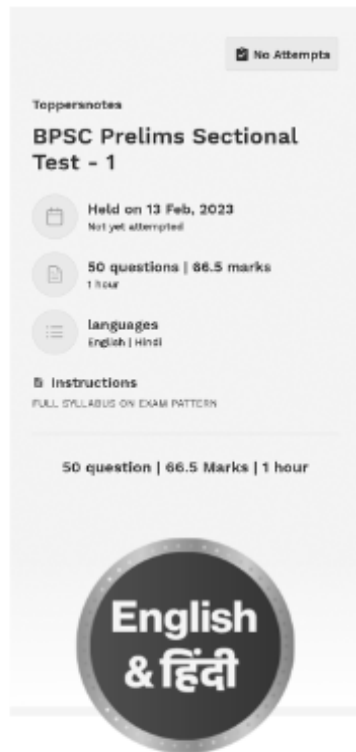 No Attempts
Toppersnotes
BPSC Prelims Sectional
Test - 1
Held on 13 Feb, 2023
Not yet attempted
50 questions | 66.5 marks
1 hour
languages
English | Hindi
Instructions
FULL SYLLABUS ON EXAM PATTERN
50 question | 66.5 Marks | 1 hour
English
& हिंदी